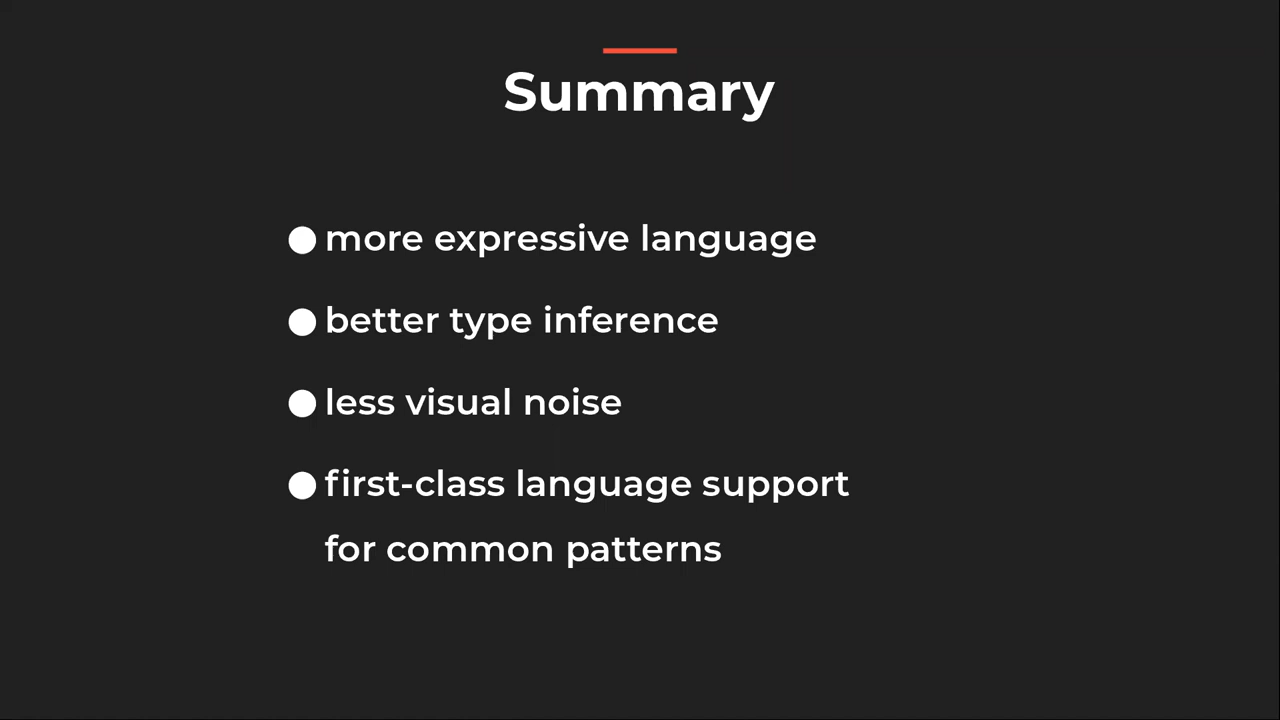 Summary
● more expressive language
● better type inference
● less visual noise
● first-class language support
for common patterns